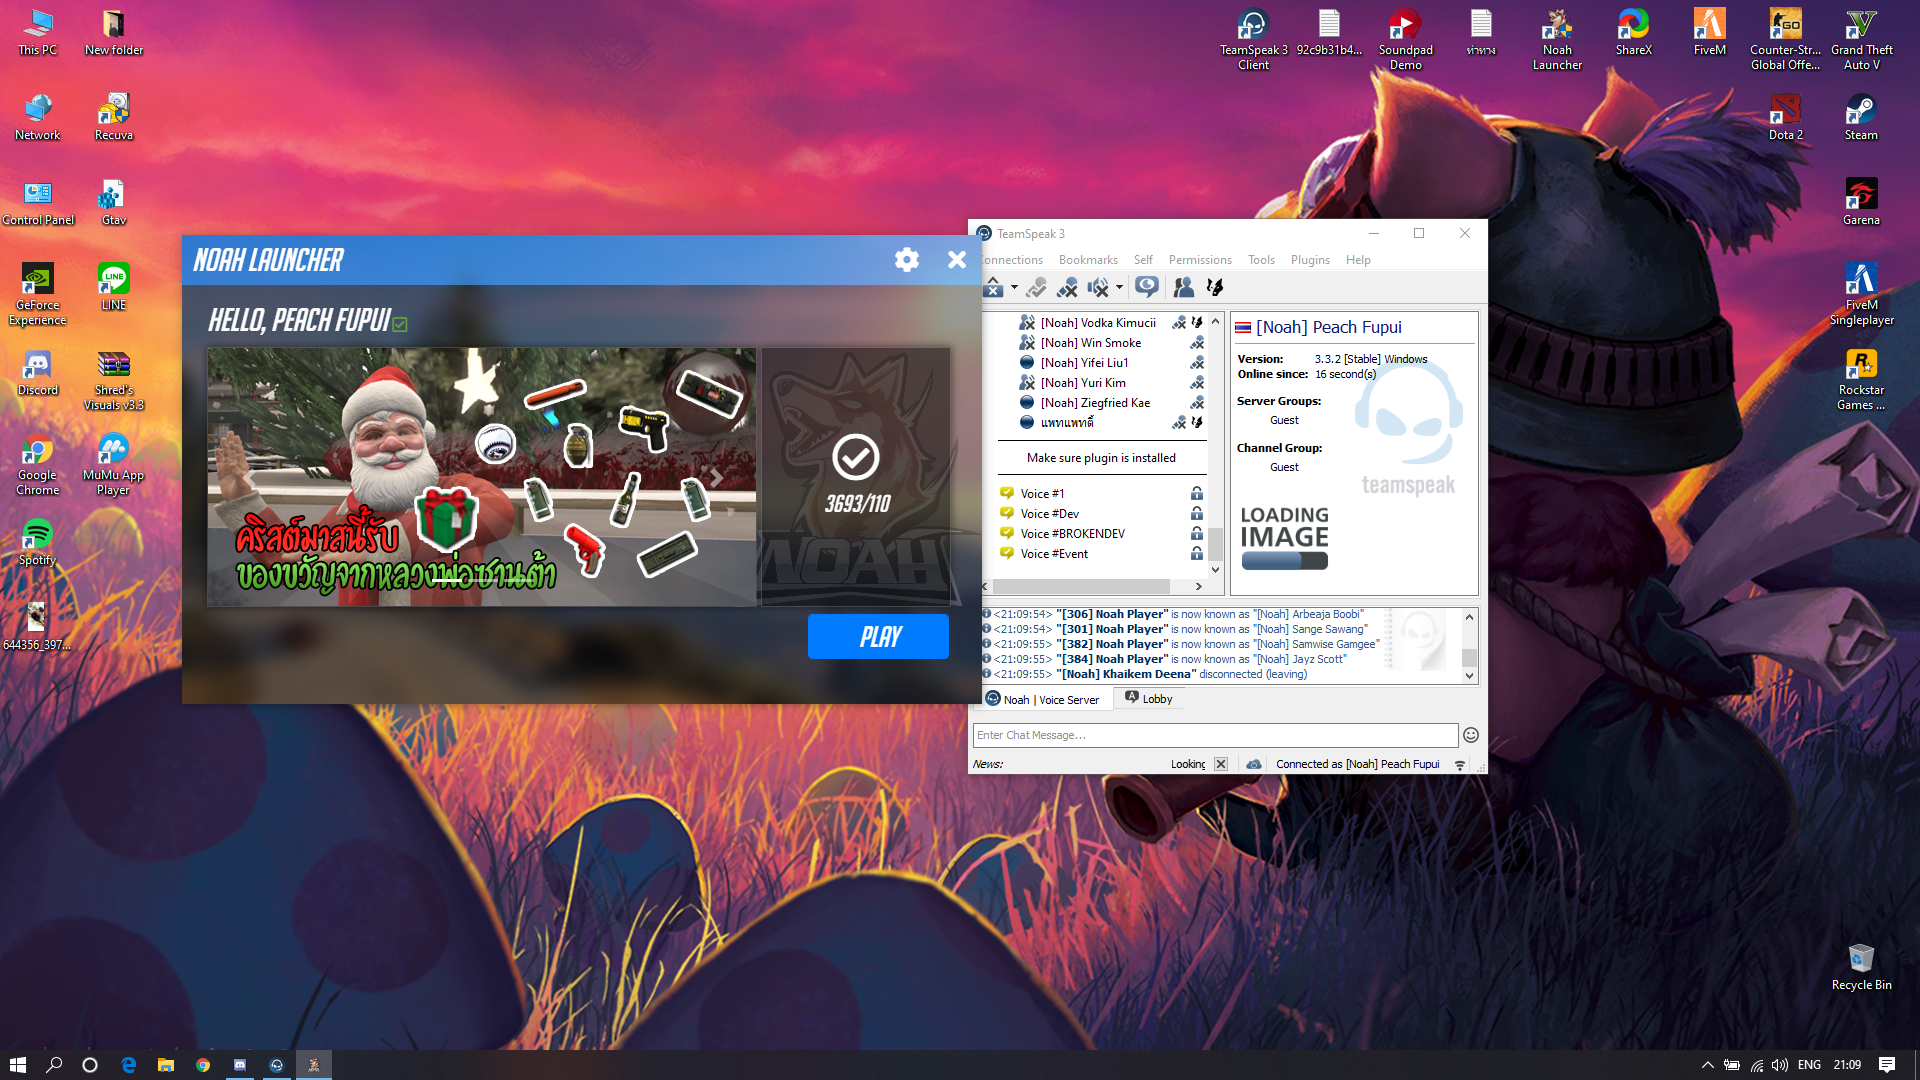 This PC
New folder
Network
Recuva
Control Panel
Gtav
GeForce
Experience
LINE
Discord
Shred's
Visuals v3.3
Google
Chrome
MuMu App
Player
Spotify
644356_397...
TeamSpeak 3
Client
92c9b31b4...
Soundpad
Demo
ท่าทาง
Noah
Launcher
ShareX
FiveM
Counter-Str...
Global Offe...
Grand Theft
Auto V
Dota 2
Steam
Garena
FiveM
Singleplayer
Rockstar
Games ...
Recycle Bin
NOAH LAUNCHER
HELLO, PEACH FUPUI
คริสต์มาสนี้รับ
ของขวัญจากหลวงพ่อซานต้า
3693/110
NOAH
PLAY
TeamSpeak 3
Connections Bookmarks Self Permissions Tools Plugins Help
[Noah] Vodka Kimucii
[Noah] Win Smoke
[Noah] Yifei Liu1
[Noah] Yuri Kim
[Noah] Ziegfried Kae
แพทแพทตี้
Make sure plugin is installed
Voice #1
Voice #Dev
Voice #BROKENDEV
Voice #Event
[Noah] Peach Fupui
Version: 3.3.2 [Stable] Windows
Online since: 16 second(s)
Server Groups:
Guest
Channel Group:
Guest
teamspeak
LOADING
IMAGE
<21:09:54> "[306] Noah Player" is now known as "[Noah] Arbeaja Boobi"
<21:09:54> "[301] Noah Player" is now known as "[Noah] Sange Sawang"
<21:09:55> "[382] Noah Player" is now known as "[Noah] Samwise Gamgee"
<21:09:55> "[384] Noah Player" is now known as "[Noah] Jayz Scott"
<21:09:55> "[Noah] Khaikem Deena" disconnected (leaving)
Noah | Voice Server
Lobby
Enter Chat Message...
News: Looking Connected as [Noah] Peach Fupui
ENG 21:09